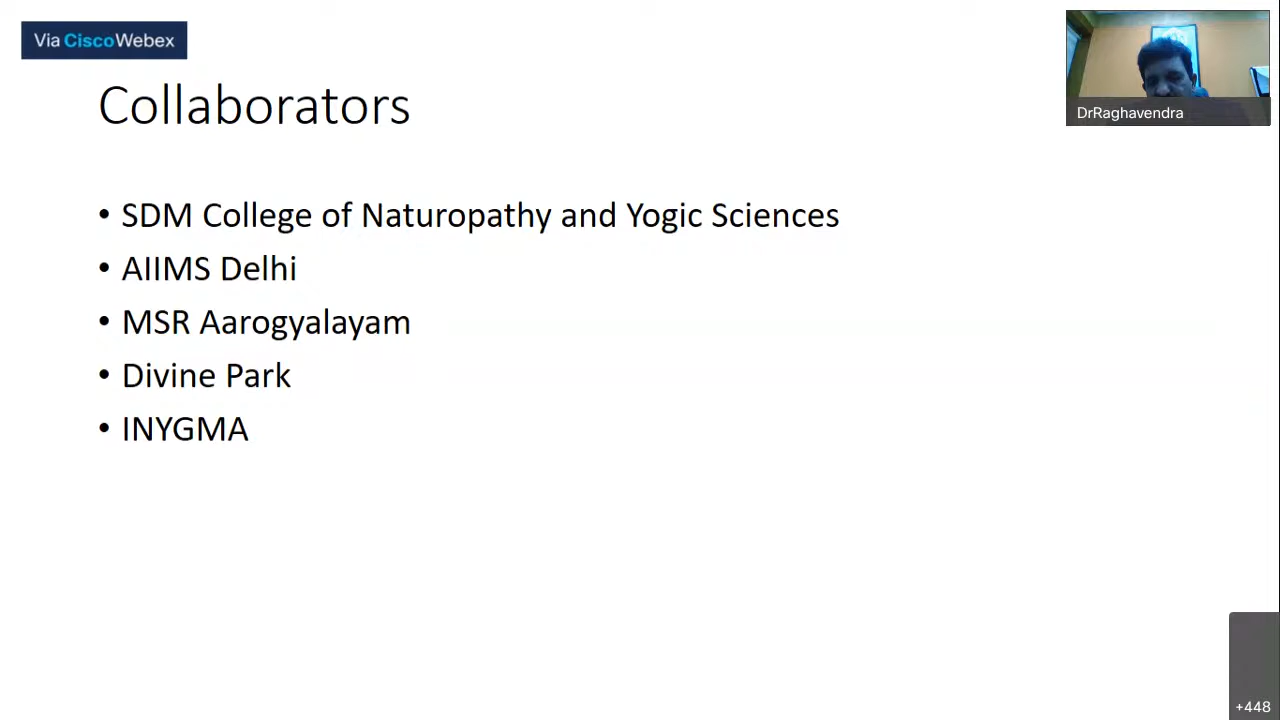 Via CiscoWebex
DrRaghavendra
Collaborators
• SDM College of Naturopathy and Yogic Sciences
• AIIMS Delhi
• MSR Aarogyalayam
• Divine Park
• INYGMA
+448